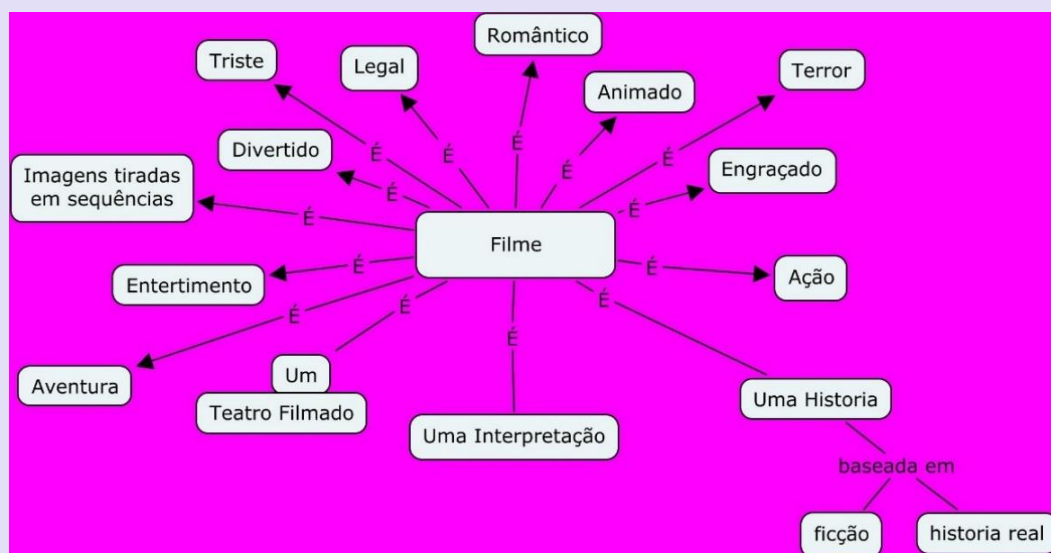 Romântico
Triste
Legal
Terror
Animado
É
É
É
É
É
Divertido
É
Engraçado
É
Imagens tiradas
em sequências
É
Filme
É
Entertimento
É
Ação
É
É
É
É
Aventura
Um
Teatro Filmado
Uma Interpretação
Uma Historia
baseada em
ficção
historia real